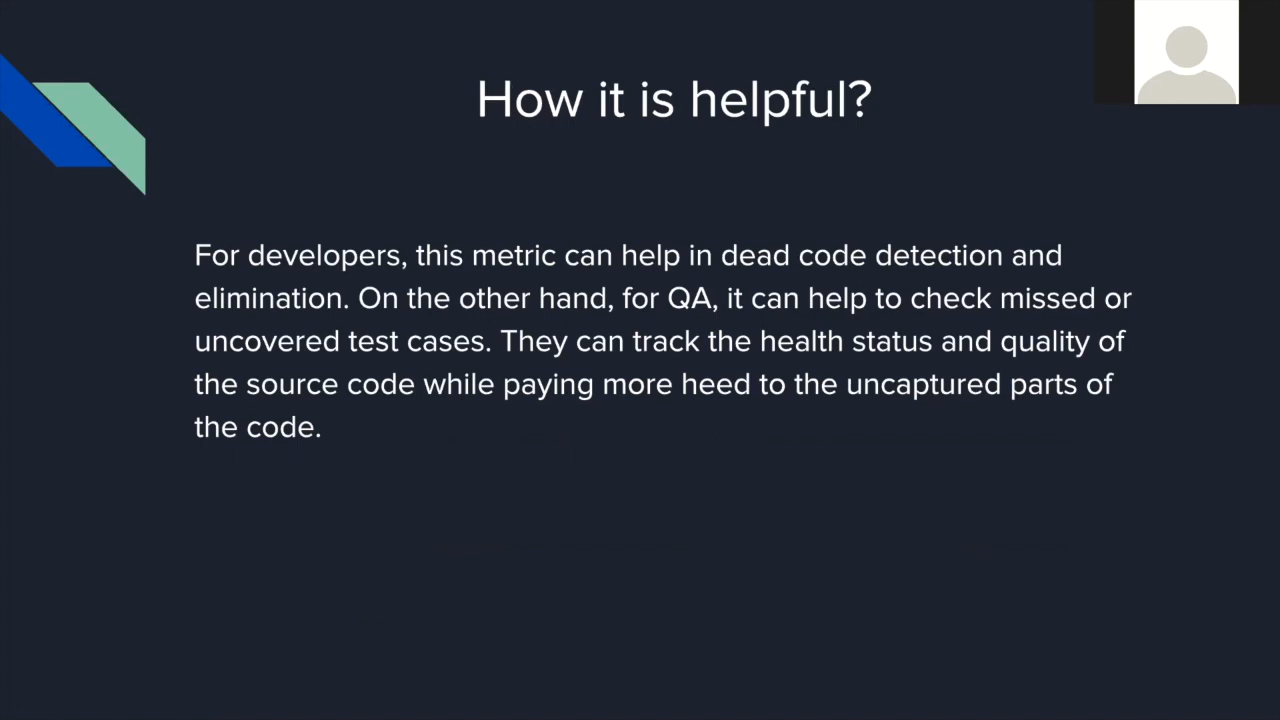 How it is helpful?
For developers, this metric can help in dead code detection and
elimination. On the other hand, for QA, it can help to check missed or
uncovered test cases. They can track the health status and quality of
the source code while paying more heed to the uncaptured parts of
the code.